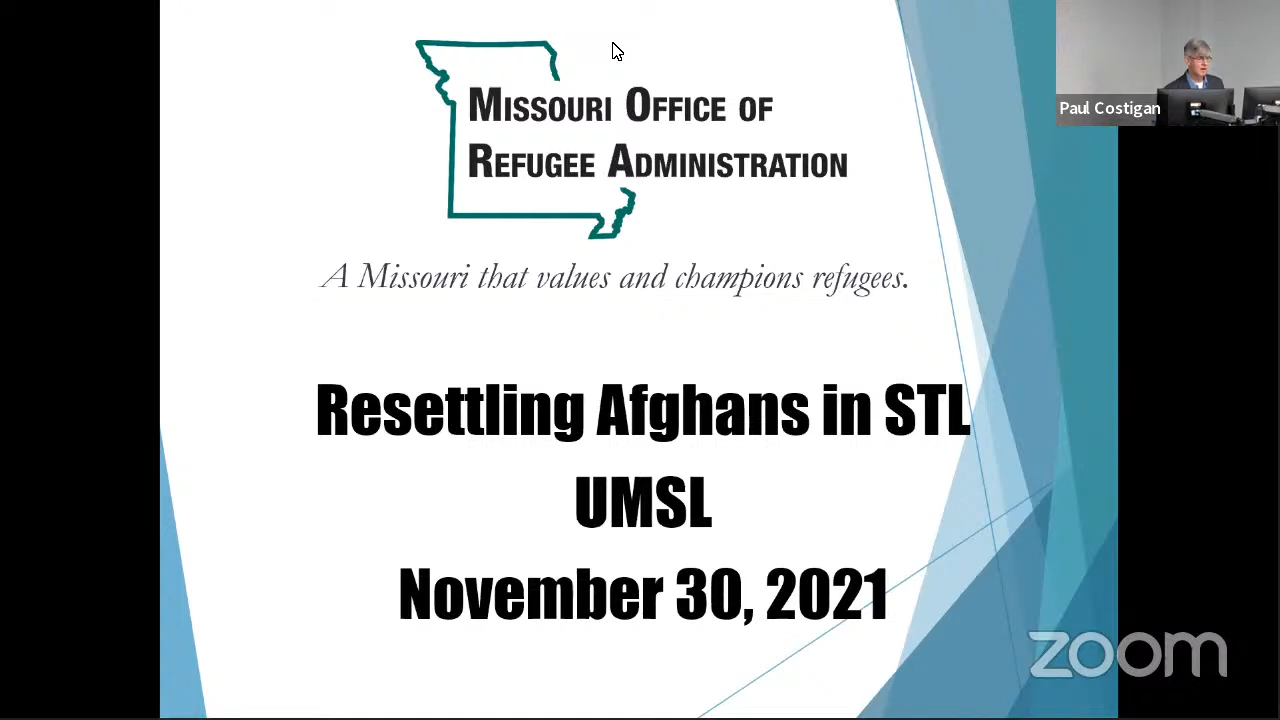 MISSOURI OFFICE OF
REFUGEE ADMINISTRATION
A Missouri that values and champions refugees.
Resettling Afghans in STL
UMSL
November 30, 2021
Paul Costigan
zoom